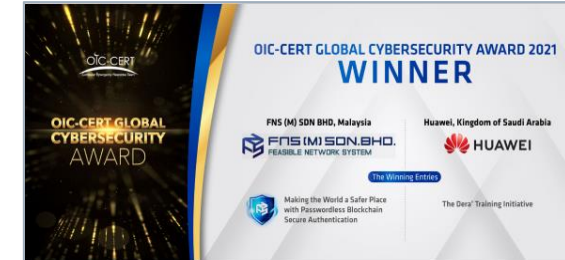 OIC-CERT
OIC-CERT GLOBAL
CYBERSECURITY
AWARD
OIC-CERT GLOBAL CYBERSECURITY AWARD 2021
WINNER
FNS (M) SDN BHD, Malaysia
FNS (M) SDN.BHD.
FEASIBLE NETWORK SYSTEM
Huawei, Kingdom of Saudi Arabia
HUAWEI
The Winning Entries
Making the World a Safer Place
with Passwordless Blockchain
Secure Authentication
The Dera' Training Initiative